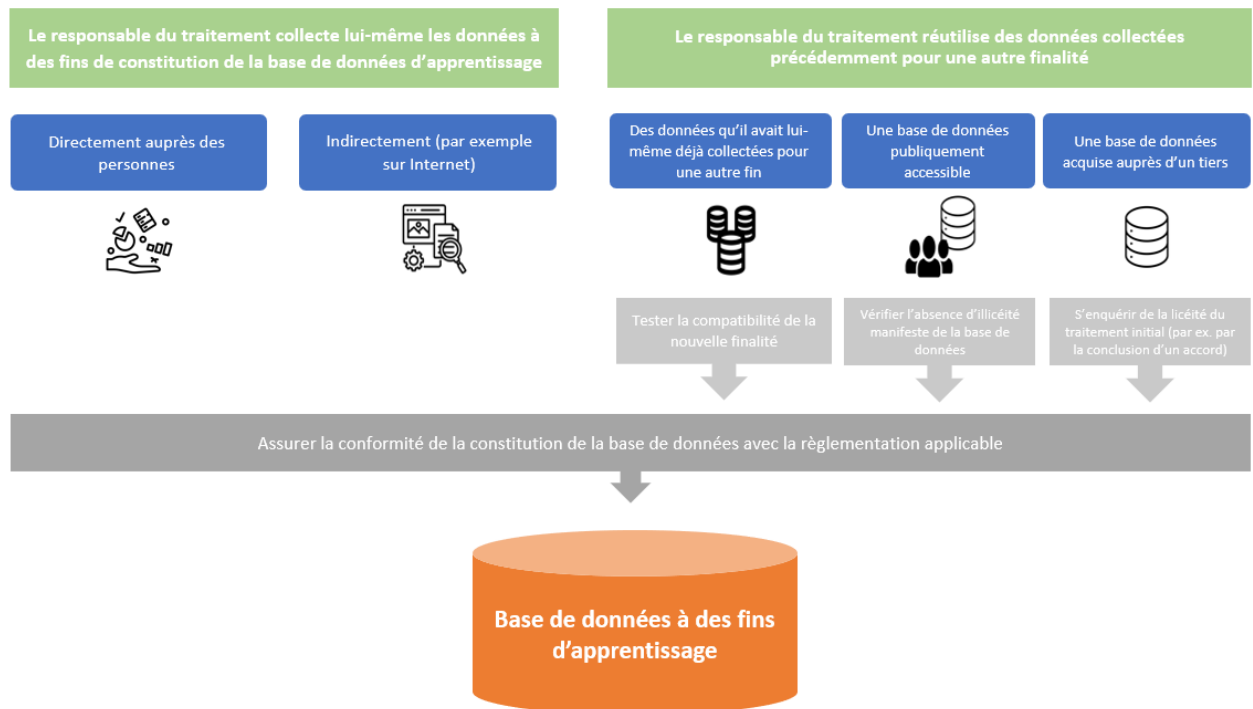 Le responsable du traitement collecte lui-même les données à
des fins de constitution de la base de données d'apprentissage
Le responsable du traitement réutilise des données collectées
précédemment pour une autre finalité
Directement auprès des
personnes
Indirectement (par exemple
sur Internet)
Des données qu'il avait lui-
même déjà collectées pour
une autre fin
Une base de données
publiquement
accessible
Une base de données
acquise auprès d'un tiers
Tester la compatibilité de la
nouvelle finalité
Vérifier l'absence d'illicéité
manifeste de la base de
données
S'enquérir de la licéité du
traitement initial (par ex. par
la conclusion d'un accord)
Assurer la conformité de la constitution de la base de données avec la règlementation applicable
Base de données à des fins
d'apprentissage